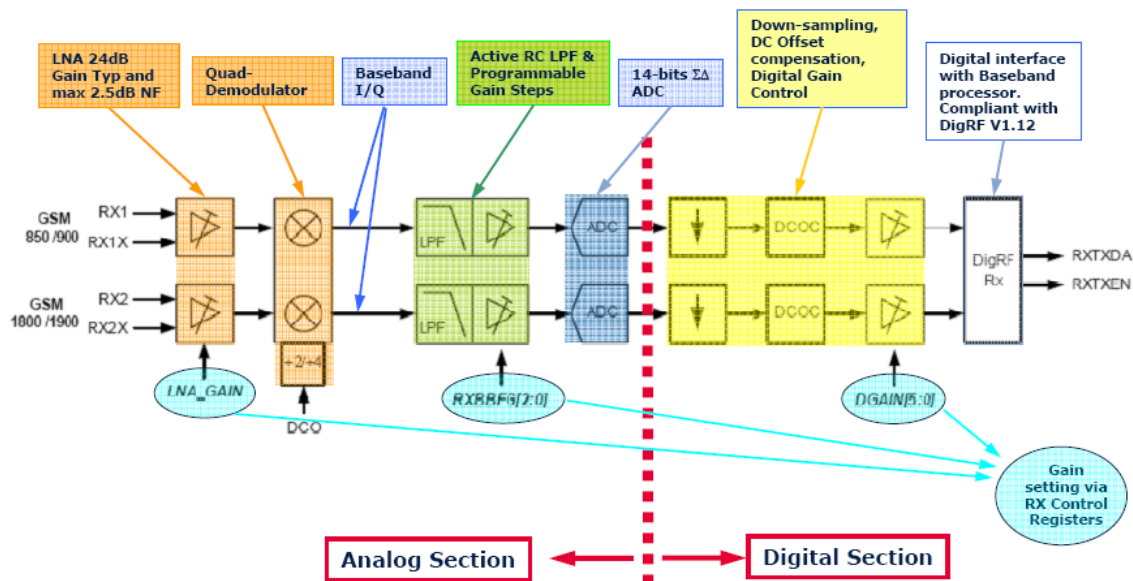 LNA 24dB
Gain Typ and
max 2.5dB NF
Quad-
Demodulator
Baseband
I/Q
Active RC LPF &
Programmable
Gain Steps
14-bits ΣΔ
ADC
Down-sampling,
DC Offset
compensation,
Digital Gain
Control
Digital interface
with Baseband
processor.
Compliant with
DigRF V1.12
GSM
850 /900
RX1
RX1X
GSM
1800 /1900
RX2
RX2X
LPF
LPF
ADC
ADC
DCOC
DCOC
DigRF
Rx
RXTXDA
RXTXEN
÷2/÷4
DCO
LNA_GAIN
RXBBFG[2:0]
DGAIN[5:0]
Gain
setting via
RX Control
Registers
Analog Section
Digital Section